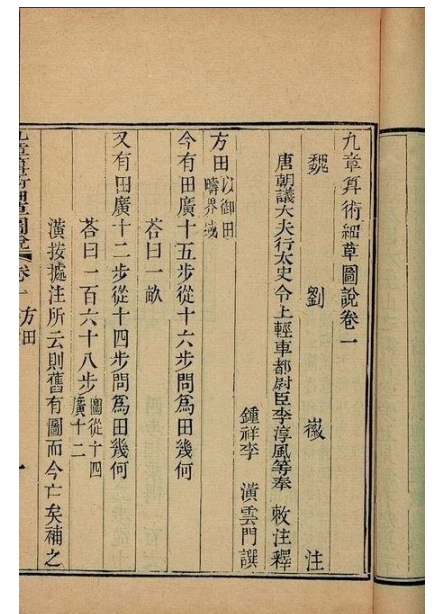 九章算術細草圖說卷一
魏 劉 徽 注
唐朝議大夫行太史令上輕車都尉臣李淳風等奉 敕注釋
鍾祥李 潢雲門譔
方田以御田疇界域
今有田廣十五步從十六步問爲田幾何
荅曰一畝
又有田廣十二步從十四步問爲田幾何
荅曰一百六十八步圖從十四廣十二
潢按據注所云則舊有圖而今亡矣補之
九章算術細草圖說 卷一 方田 一